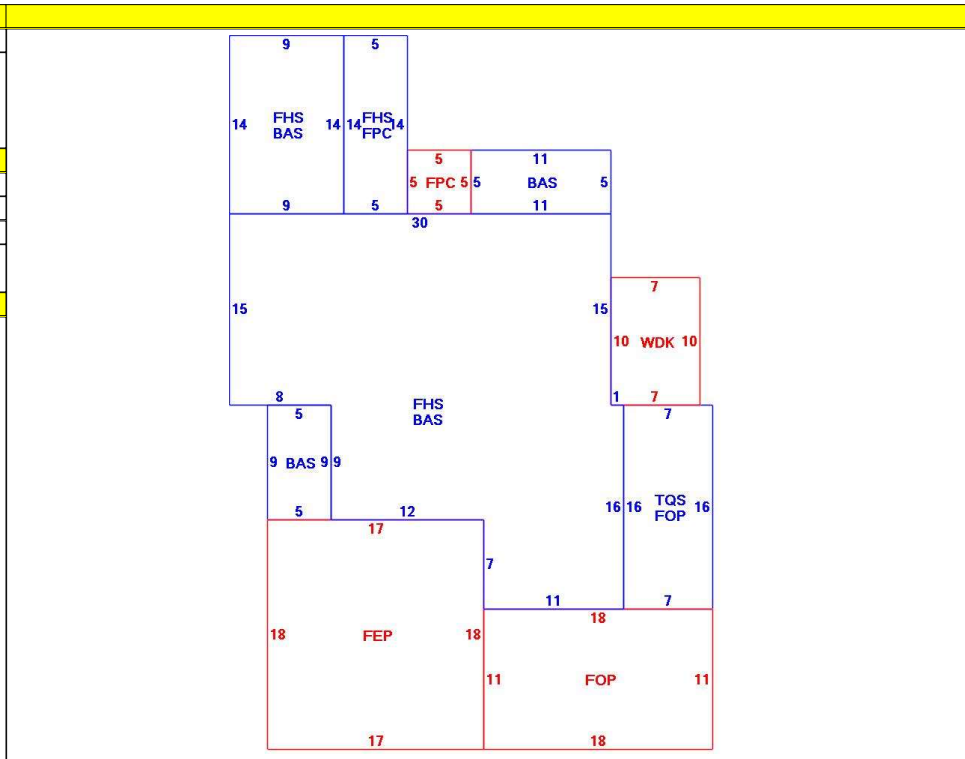 9 5
14 FHS 14 14 FHS 14
BAS FPC
5 11
5 FPC 5 5 BAS 5
9 5 5 11
30
7
15 15
10 WDK 10
8 1 7
5 FHS 7
BAS
9 BAS 9 9
16 16 TQS 16
FOP
5 12
17
7
11 7
18
18 FEP 18
11 FOP 11
17 18